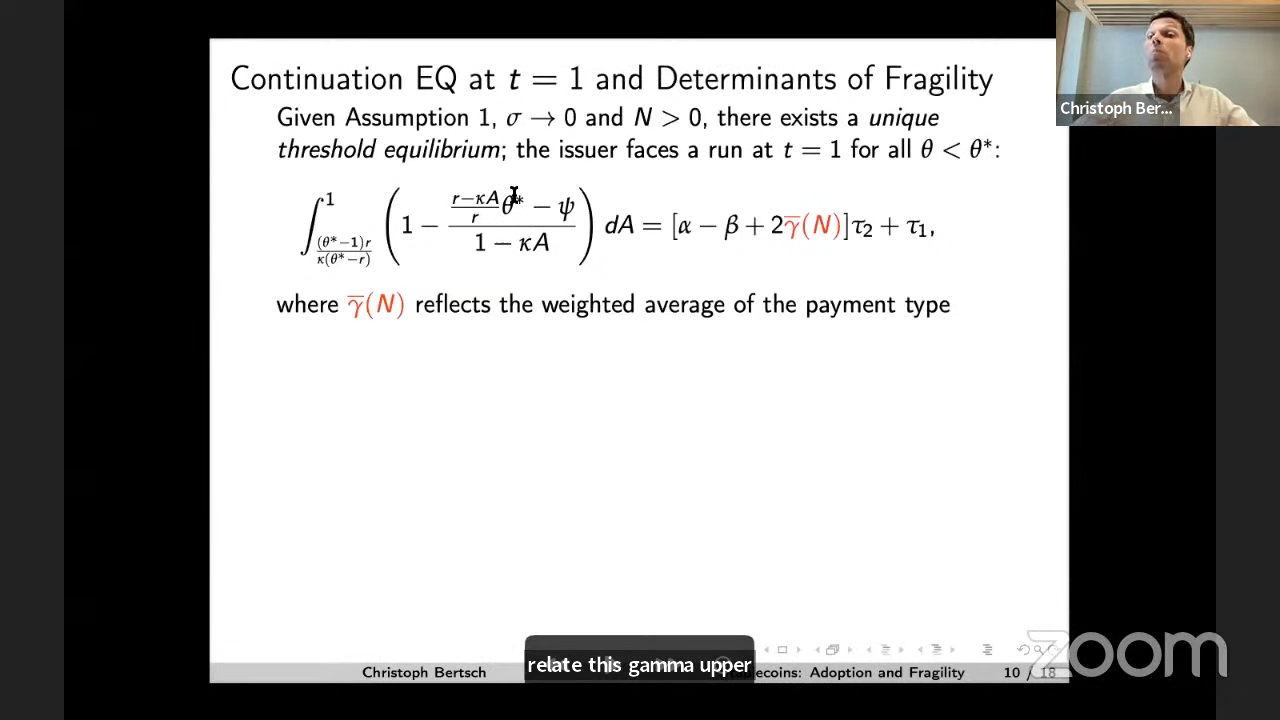 Continuation EQ at t = 1 and Determinants of Fragility
Christoph Ber...
Given Assumption 1, σ → 0 and N > 0, there exists a unique
threshold equilibrium; the issuer faces a run at t = 1 for all θ < θ*:
∫_{(θ*−1)r / κ(θ*−r)}^{1} (1 − ((r−κA)/r θ* − ψ) / (1 − κA)) dA = [α − β + 2γ̅(N)]τ₂ + τ₁,
where γ̅(N) reflects the weighted average of the payment type
relate this gamma upper
Christoph Bertsch
coins: Adoption and Fragility
10 / 18
zoom